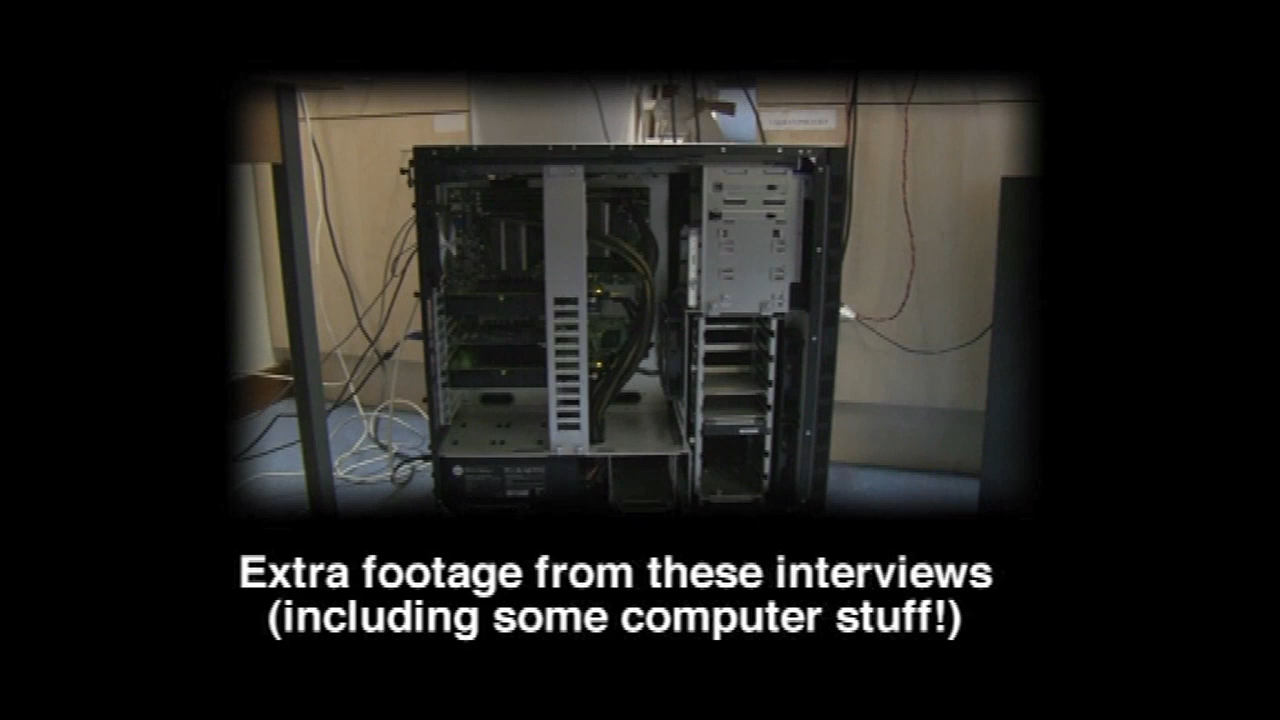 Extra footage from these interviews
(including some computer stuff!)